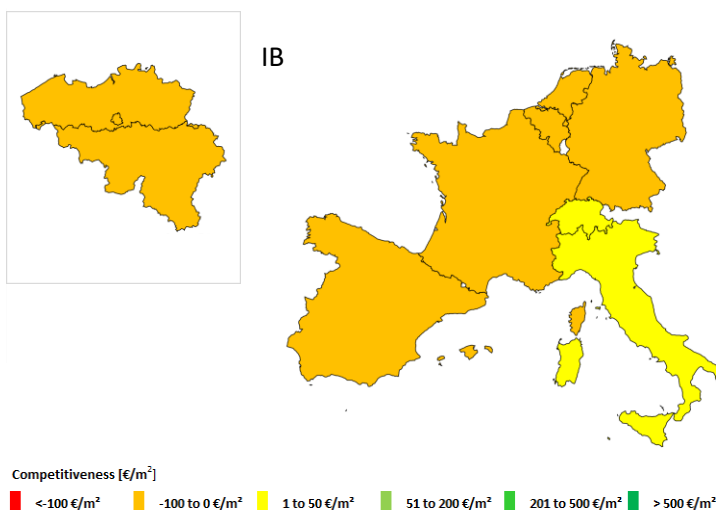 IB
Competitiveness [€/m²]
<-100 €/m² -100 to 0 €/m² 1 to 50 €/m² 51 to 200 €/m² 201 to 500 €/m² > 500 €/m²